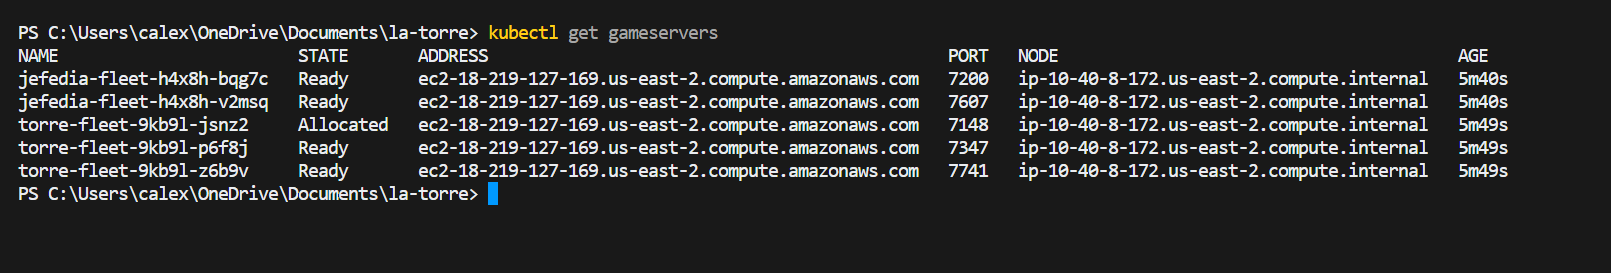 PS C:\Users\calex\OneDrive\Documents\la-torre> kubectl get gameservers
NAME STATE ADDRESS PORT NODE AGE
jefedia-fleet-h4x8h-bqg7c Ready ec2-18-219-127-169.us-east-2.compute.amazonaws.com 7200 ip-10-40-8-172.us-east-2.compute.internal 5m40s
jefedia-fleet-h4x8h-v2msq Ready ec2-18-219-127-169.us-east-2.compute.amazonaws.com 7607 ip-10-40-8-172.us-east-2.compute.internal 5m40s
torre-fleet-9kb9l-jsnz2 Allocated ec2-18-219-127-169.us-east-2.compute.amazonaws.com 7148 ip-10-40-8-172.us-east-2.compute.internal 5m49s
torre-fleet-9kb9l-p6f8j Ready ec2-18-219-127-169.us-east-2.compute.amazonaws.com 7347 ip-10-40-8-172.us-east-2.compute.internal 5m49s
torre-fleet-9kb9l-z6b9v Ready ec2-18-219-127-169.us-east-2.compute.amazonaws.com 7741 ip-10-40-8-172.us-east-2.compute.internal 5m49s
PS C:\Users\calex\OneDrive\Documents\la-torre>